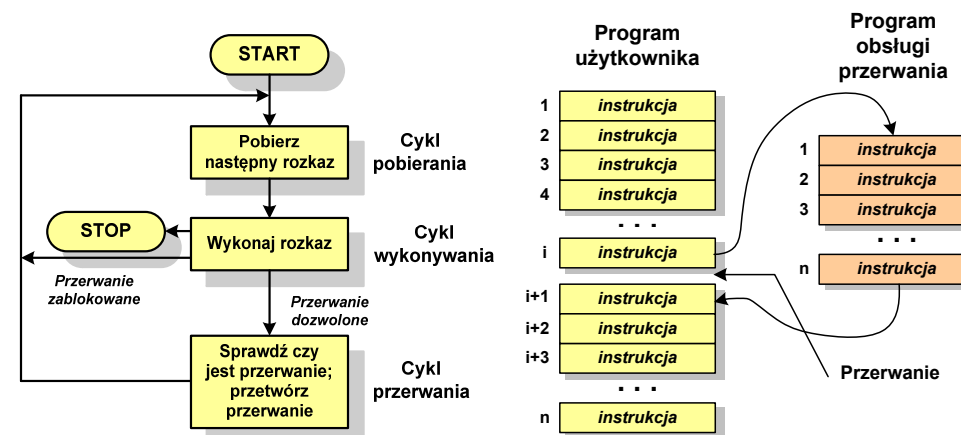 START
Pobierz
następny rozkaz
Cykl
pobierania
STOP
Wykonaj rozkaz
Cykl
wykonywania
Przerwanie
zablokowane
Przerwanie
dozwolone
Sprawdź czy
jest przerwanie;
przetwórz
przerwanie
Cykl
przerwania
Program
użytkownika
1 instrukcja
2 instrukcja
3 instrukcja
4 instrukcja
. . .
i instrukcja
i+1 instrukcja
i+2 instrukcja
i+3 instrukcja
. . .
n instrukcja
Program
obsługi
przerwania
1 instrukcja
2 instrukcja
3 instrukcja
. . .
n instrukcja
Przerwanie